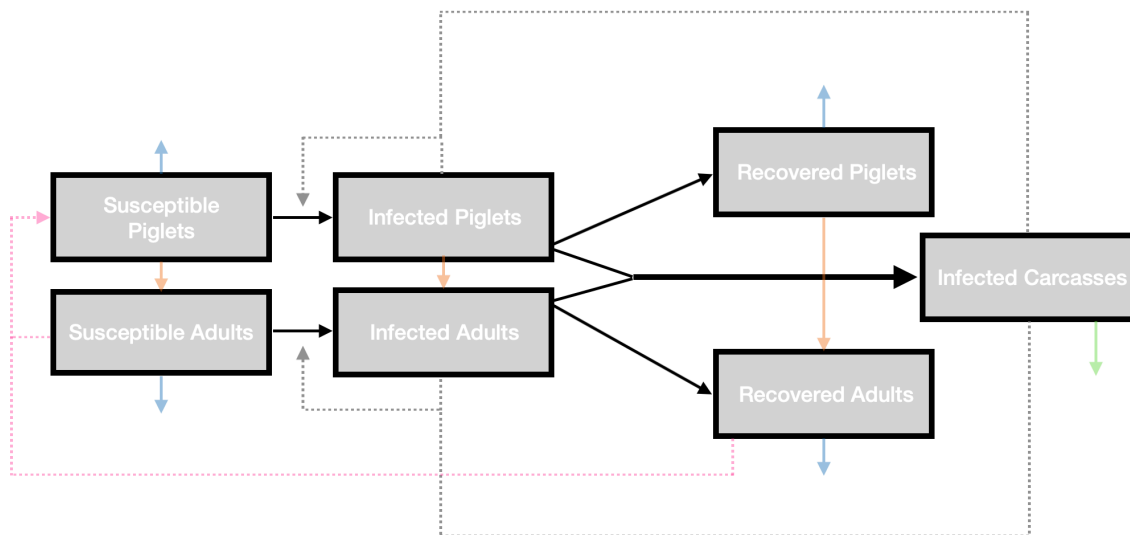 Susceptible
Piglets
Infected Piglets
Recovered Piglets
Susceptible Adults
Infected Adults
Infected Carcasses
Recovered Adults